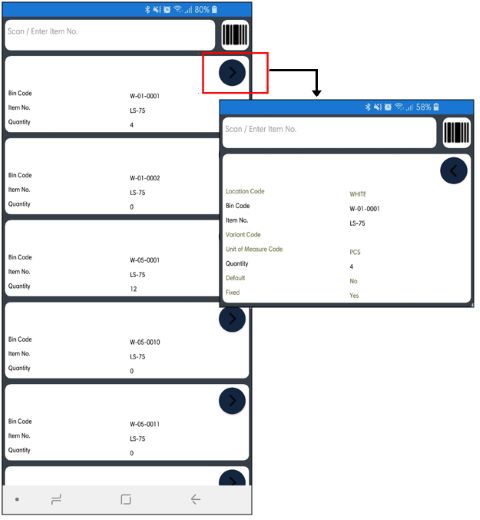 80%
Scan / Enter Item No.
Bin Code W-01-0001
Item No. LS-75
Quantity 4
Bin Code W-01-0002
Item No. LS-75
Quantity 0
Bin Code W-05-0001
Item No. LS-75
Quantity 12
Bin Code W-05-0010
Item No. LS-75
Quantity 0
Bin Code W-05-0011
Item No. LS-75
Quantity 0
58%
Scan / Enter Item No.
Location Code WHITE
Bin Code W-01-0001
Item No. LS-75
Variant Code
Unit of Measure Code PCS
Quantity 4
Default No
Fixed Yes